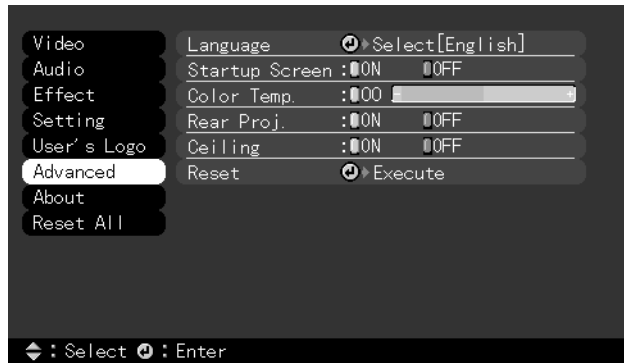 Video
Audio
Effect
Setting
User's Logo
Advanced
About
Reset All
Language Select[English]
Startup Screen : ON OFF
Color Temp. : 00 - +
Rear Proj. : ON OFF
Ceiling : ON OFF
Reset Execute
: Select : Enter